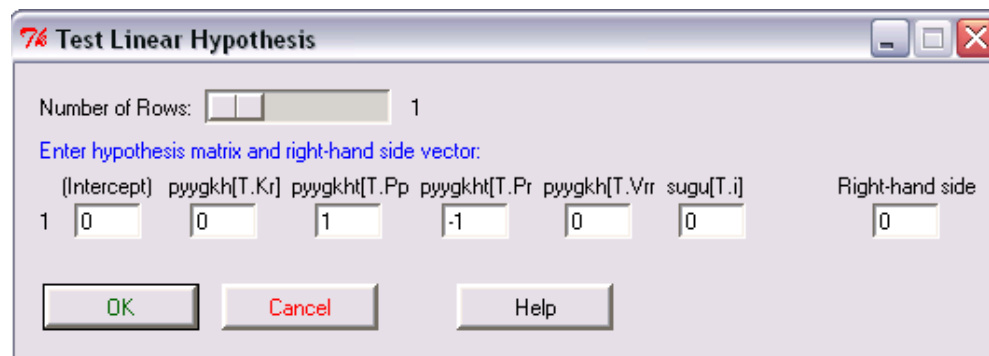 Test Linear Hypothesis
Number of Rows: 1
Enter hypothesis matrix and right-hand side vector:
(Intercept) pyygkh[T.Kr] pyygkht[T.Pp pyygkht[T.Pr pyygkh[T.Vrr sugu[T.i] Right-hand side
1 0 0 1 -1 0 0 0
OK Cancel Help